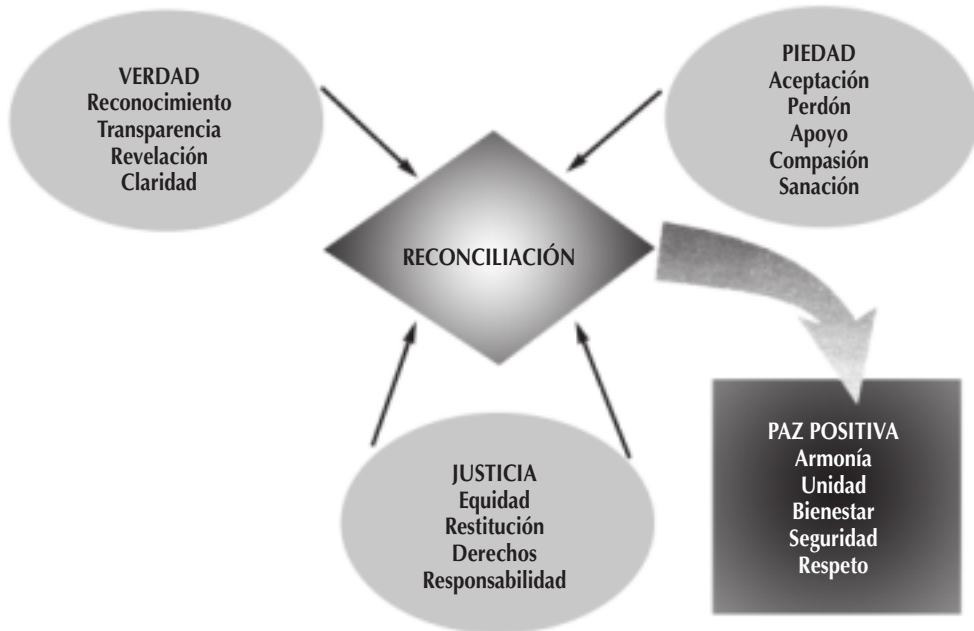 VERDAD
Reconocimiento
Transparencia
Revelación
Claridad
PIEDAD
Aceptación
Perdón
Apoyo
Compasión
Sanación
RECONCILIACIÓN
JUSTICIA
Equidad
Restitución
Derechos
Responsabilidad
PAZ POSITIVA
Armonía
Unidad
Bienestar
Seguridad
Respeto